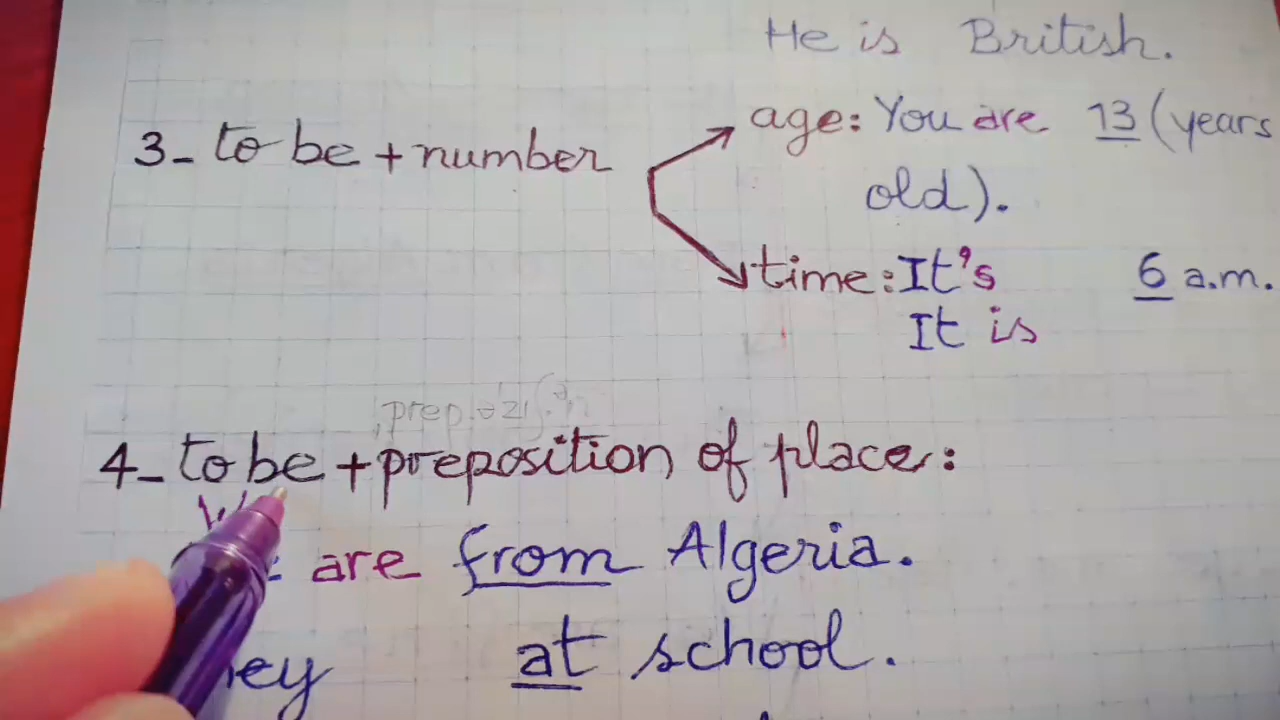 He is British.
3- to be + number
age: You are 13 (years
old).
time: It's 6 a.m.
It is
prep.
4- to be + preposition of place:
are from Algeria.
at school.